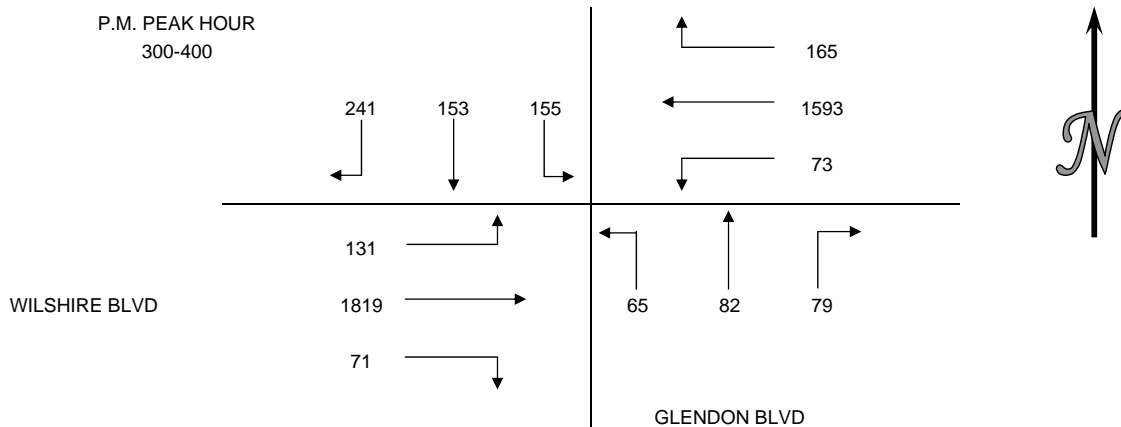 P.M. PEAK HOUR
300-400
165
241 153 155 1593
73
N
131
WILSHIRE BLVD 1819 65 82 79
71
GLENDON BLVD